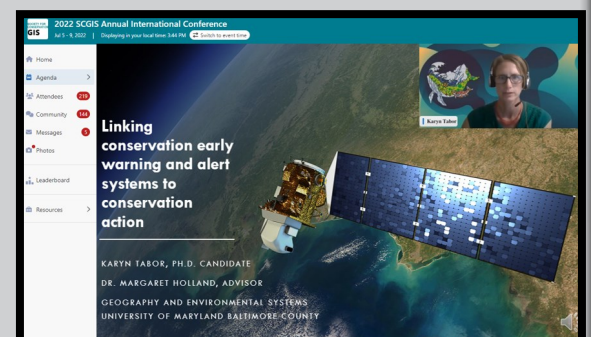 GIS
2022 SCGIS Annual International Conference
Jul 5 - 9, 2022 | Displaying in your local time: 3:44 PM Switch to event time
Home
Agenda
Attendees 219
Community 144
Messages 5
Photos
Leaderboard
Resources
Karyn Tabor
Linking
conservation early
warning and alert
systems to
conservation
action
KARYN TABOR, PH.D. CANDIDATE
DR. MARGARET HOLLAND, ADVISOR
GEOGRAPHY AND ENVIRONMENTAL SYSTEMS
UNIVERSITY OF MARYLAND BALTIMORE COUNTY